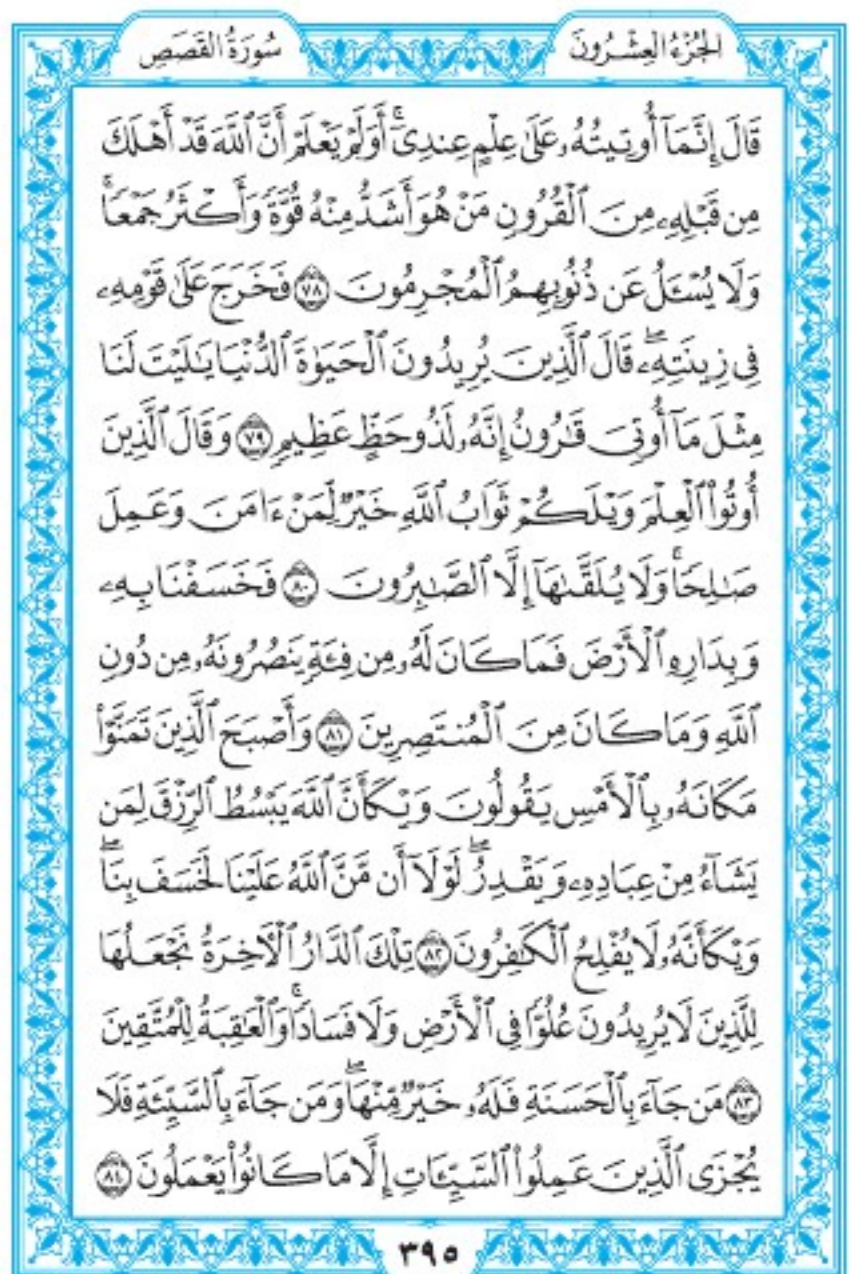 الجُزْءُ العِشْرُونَ
سُورَةُ القَصَصِ
قَالَ إِنَّمَآ أُوتِيتُهُۥ عَلَىٰ عِلْمٍ عِندِيٓۚ أَوَلَمْ يَعْلَمْ أَنَّ ٱللَّهَ قَدْ أَهْلَكَ
مِن قَبْلِهِۦ مِنَ ٱلْقُرُونِ مَنْ هُوَ أَشَدُّ مِنْهُ قُوَّةً وَأَكْثَرُ جَمْعًاۚ
وَلَا يُسْـَٔلُ عَن ذُنُوبِهِمُ ٱلْمُجْرِمُونَ ٧٨ فَخَرَجَ عَلَىٰ قَوْمِهِۦ
فِي زِينَتِهِۦۖ قَالَ ٱلَّذِينَ يُرِيدُونَ ٱلْحَيَوٰةَ ٱلدُّنْيَا يَـٰلَيْتَ لَنَا
مِثْلَ مَآ أُوتِيَ قَـٰرُونُ إِنَّهُۥ لَذُو حَظٍّ عَظِيمٍ ٧٩ وَقَالَ ٱلَّذِينَ
أُوتُوا۟ ٱلْعِلْمَ وَيْلَكُمْ ثَوَابُ ٱللَّهِ خَيْرٌ لِّمَنْ ءَامَنَ وَعَمِلَ
صَـٰلِحًاۚ وَلَا يُلَقَّىٰهَآ إِلَّا ٱلصَّـٰبِرُونَ ٨٠ فَخَسَفْنَا بِهِۦ
وَبِدَارِهِ ٱلْأَرْضَ فَمَا كَانَ لَهُۥ مِن فِئَةٍ يَنصُرُونَهُۥ مِن دُونِ
ٱللَّهِ وَمَا كَانَ مِنَ ٱلْمُنتَصِرِينَ ٨١ وَأَصْبَحَ ٱلَّذِينَ تَمَنَّوْا۟
مَكَانَهُۥ بِٱلْأَمْسِ يَقُولُونَ وَيْكَأَنَّ ٱللَّهَ يَبْسُطُ ٱلرِّزْقَ لِمَن
يَشَآءُ مِنْ عِبَادِهِۦ وَيَقْدِرُۖ لَوْلَآ أَن مَّنَّ ٱللَّهُ عَلَيْنَا لَخَسَفَ بِنَاۖ
وَيْكَأَنَّهُۥ لَا يُفْلِحُ ٱلْكَـٰفِرُونَ ٨٢ تِلْكَ ٱلدَّارُ ٱلْـَٔاخِرَةُ نَجْعَلُهَا
لِلَّذِينَ لَا يُرِيدُونَ عُلُوًّا فِي ٱلْأَرْضِ وَلَا فَسَادًاۚ وَٱلْعَـٰقِبَةُ لِلْمُتَّقِينَ
٨٣ مَن جَآءَ بِٱلْحَسَنَةِ فَلَهُۥ خَيْرٌ مِّنْهَاۖ وَمَن جَآءَ بِٱلسَّيِّئَةِ فَلَا
يُجْزَى ٱلَّذِينَ عَمِلُوا۟ ٱلسَّيِّـَٔاتِ إِلَّا مَا كَانُوا۟ يَعْمَلُونَ ٨٤
٣٩٥